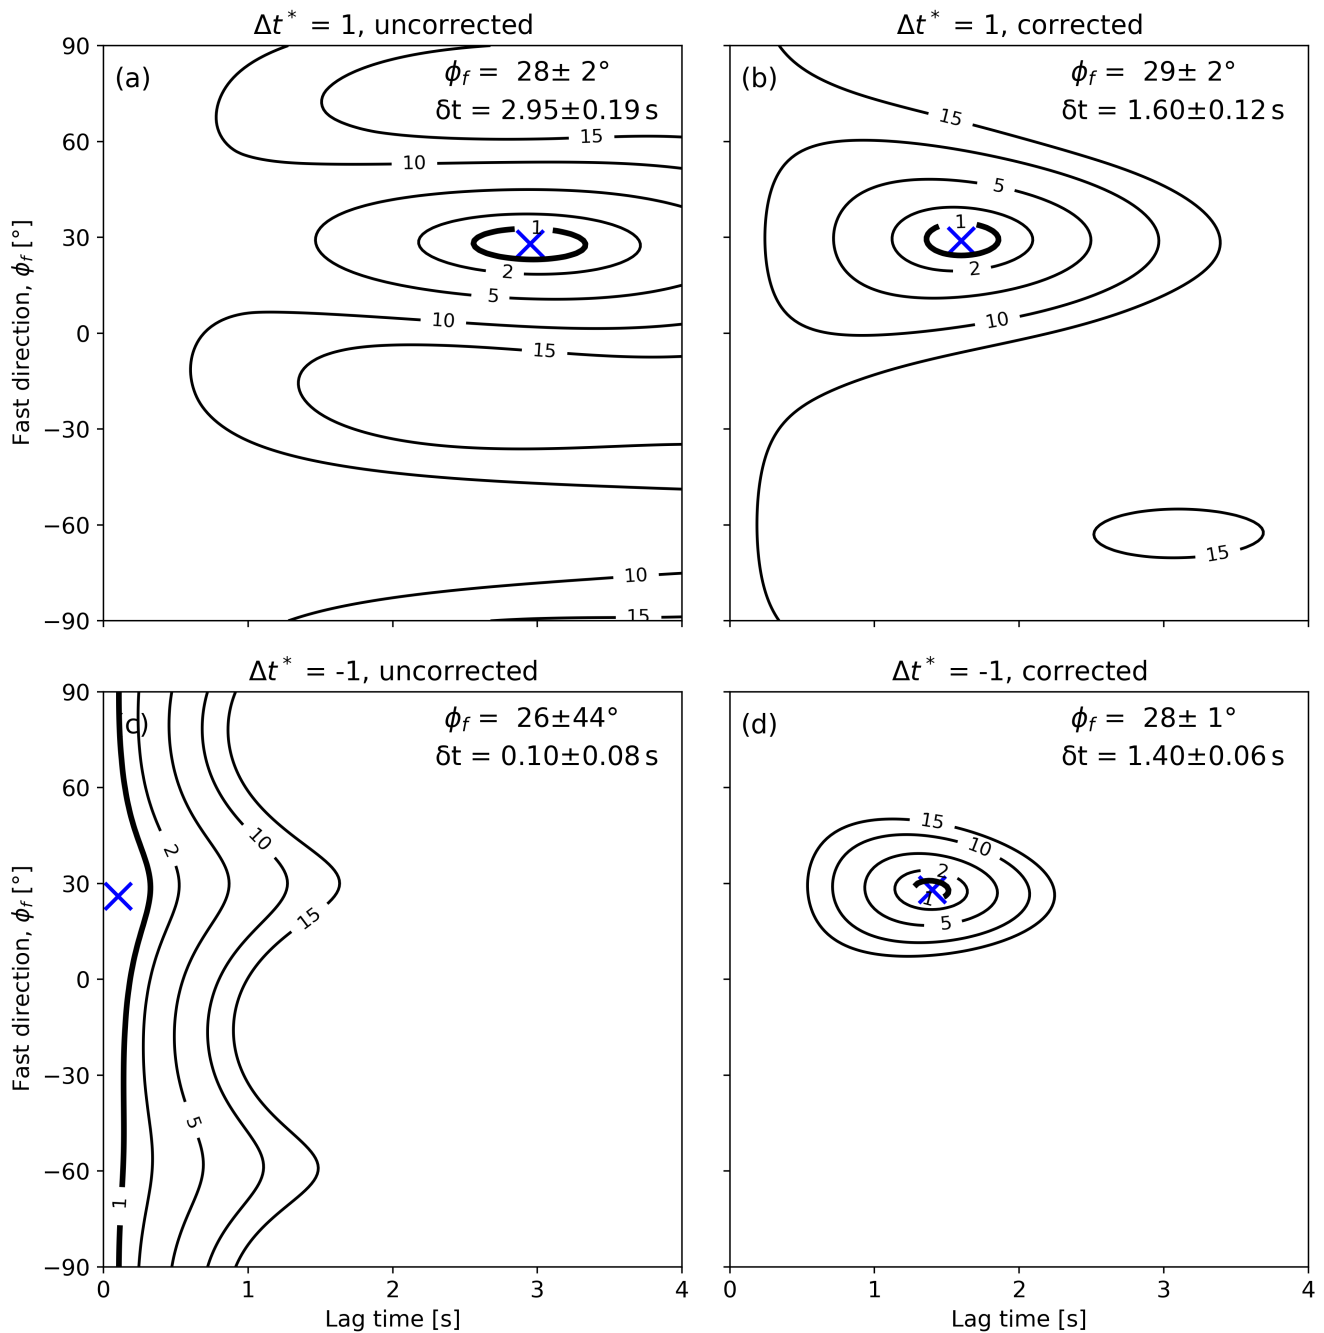 Δt* = 1, uncorrected
(a)
ϕf = 28± 2°
δt = 2.95±0.19 s
90
60
30
0
−30
−60
−90
Fast direction, ϕf [°]
15
10
1
2
5
10
15
10
15
Δt* = 1, corrected
(b)
ϕf = 29± 2°
δt = 1.60±0.12 s
15
5
1
2
10
15
Δt* = -1, uncorrected
(c)
ϕf = 26±44°
δt = 0.10±0.08 s
90
60
30
0
−30
−60
−90
Fast direction, ϕf [°]
2
10
15
5
1
0
1
2
3
4
Lag time [s]
Δt* = -1, corrected
(d)
ϕf = 28± 1°
δt = 1.40±0.06 s
15
10
2
1
5
0
1
2
3
4
Lag time [s]